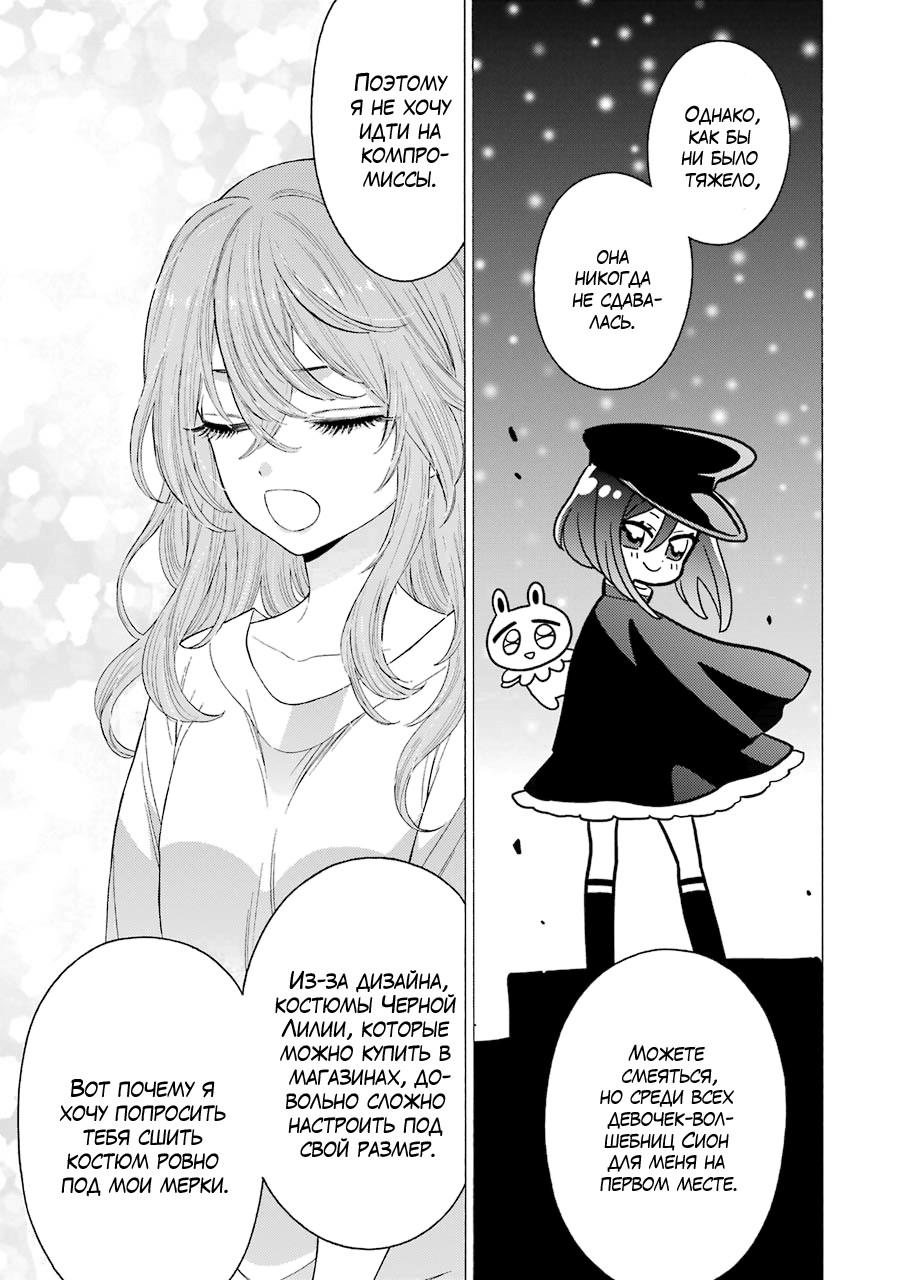 Однако,
как бы
ни было
тяжело,
она
никогда
не сдава-
лась.
Можете
смеяться,
но среди всех
девочек-вол-
шебниц Сион
для меня на
первом месте.
Поэтому
я не хочу
идти на
компро-
миссы.
Из-за дизайна,
костюмы Черной
Лилии, которые
можно купить в
магазинах, до-
вольно сложно
настроить под
свой размер.
Вот почему я
хочу попросить
тебя сшить
костюм ровно
под мои мерки.